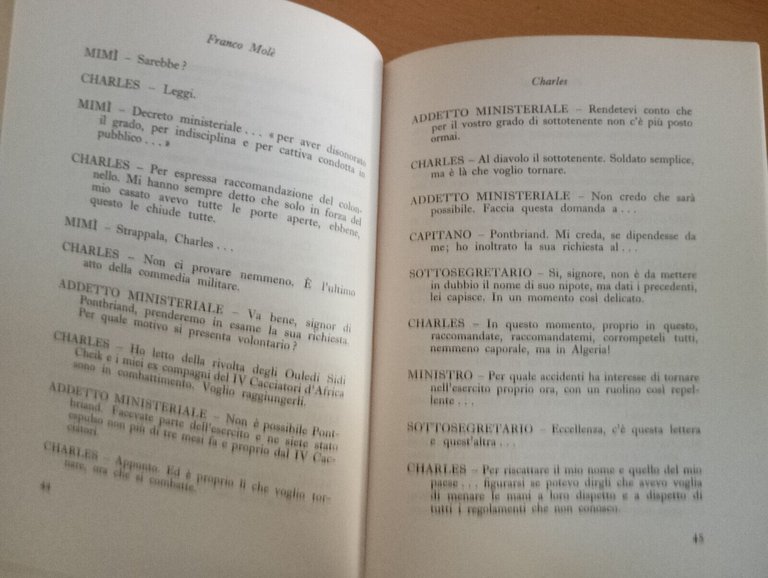 Franco Molè
MIMÌ – Sarebbe?
CHARLES – Leggi.
MIMÌ – Decreto ministeriale . . . « per aver disonorato
il grado, per indisciplina e per cattiva condotta in
pubblico . . . »
CHARLES – Per espressa raccomandazione del colon-
nello. Mi hanno sempre detto che solo in forza del
mio casato avevo tutte le porte aperte, ebbene,
questo le chiude tutte.
MIMÌ – Strappala, Charles . . .
CHARLES – Non ci provare nemmeno. È l'ultimo
atto della commedia militare.
ADDETTO MINISTERIALE – Va bene, signor di
Pontbriand, prenderemo in esame la sua richiesta.
Per quale motivo si presenta volontario?
CHARLES – Ho letto della rivolta degli Ouledi Sidi
Cheik e i miei ex compagni del IV Cacciatori d'Africa
sono in combattimento. Voglio raggiungerli.
ADDETTO MINISTERIALE – Non è possibile Pont-
briand. Facevate parte dell'esercito e ne siete stato
espulso non più di tre mesi fa e proprio dal IV Cac-
ciatori.
CHARLES – Appunto. Ed è proprio lì che voglio tor-
nare, ora che si combatte.
44
Charles
ADDETTO MINISTERIALE – Rendetevi conto che
per il vostro grado di sottotenente non c'è più posto
ormai.
CHARLES – Al diavolo il sottotenente. Soldato semplice,
ma è là che voglio tornare.
ADDETTO MINISTERIALE – Non credo che sarà
possibile. Faccia questa domanda a . . .
CAPITANO – Pontbriand. Mi creda, se dipendesse da
me; ho inoltrato la sua richiesta al . . .
SOTTOSEGRETARIO – Sì, signore, non è da mettere
in dubbio il nome di suo nipote, ma dati i precedenti,
lei capisce. In un momento così delicato.
CHARLES – In questo momento, proprio in questo,
raccomandate, raccomandatemi, corrompeteli tutti,
nemmeno caporale, ma in Algeria!
MINISTRO – Per quale accidenti ha interesse di tornare
nell'esercito proprio ora, con un ruolino così repel-
lente . . .
SOTTOSEGRETARIO – Eccellenza, c'è questa lettera
e quest'altra . . .
CHARLES – Per riscattare il mio nome e quello del mio
paese . . . figurarsi se potevo dirgli che avevo voglia
di menare le mani a loro dispetto e a dispetto di
tutti i regolamenti che non conosco.
45